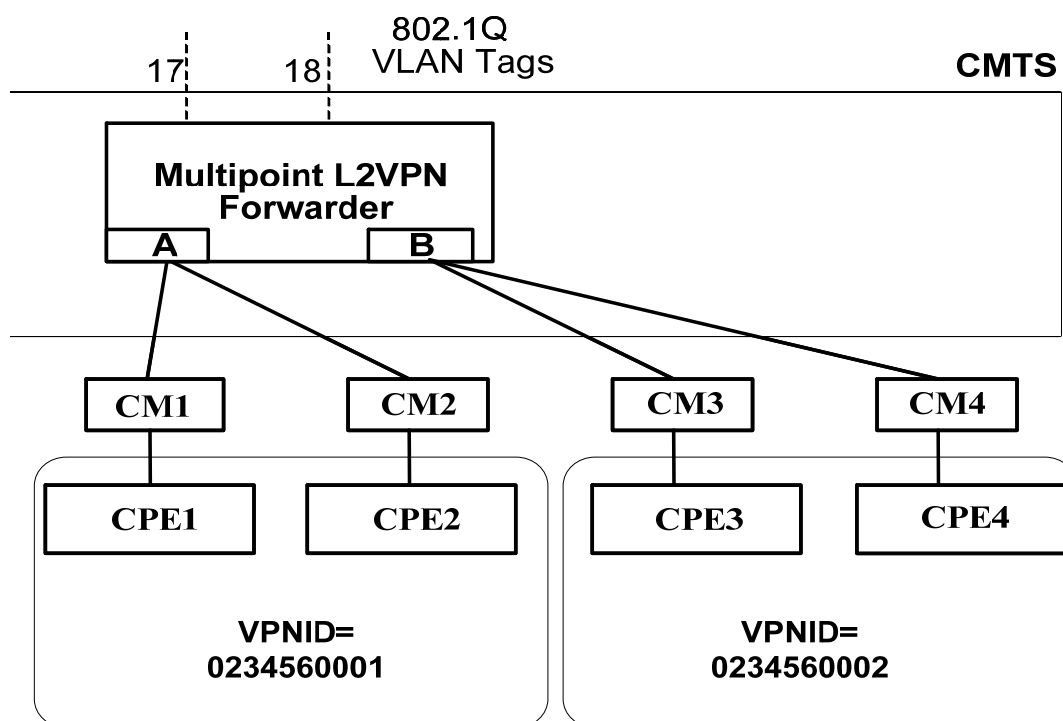 802.1Q
17 18 VLAN Tags CMTS
Multipoint L2VPN
Forwarder
A B
CM1 CM2 CM3 CM4
CPE1 CPE2 CPE3 CPE4
VPNID= VPNID=
0234560001 0234560002